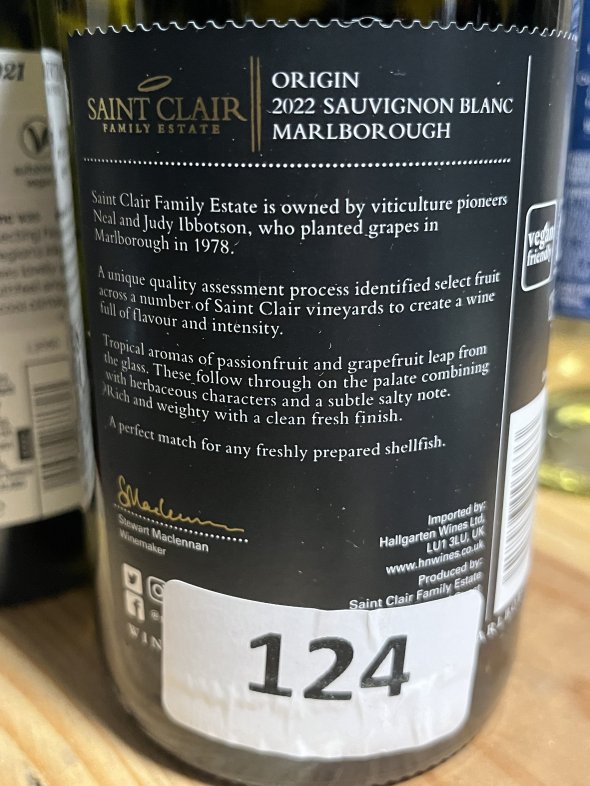 SAINT CLAIR
FAMILY ESTATE
ORIGIN
2022 SAUVIGNON BLANC
MARLBOROUGH
Saint Clair Family Estate is owned by viticulture pioneers
Neal and Judy Ibbotson, who planted grapes in
Marlborough in 1978.
A unique quality assessment process identified select fruit
across a number of Saint Clair vineyards to create a wine
full of flavour and intensity.
Tropical aromas of passionfruit and grapefruit leap from
the glass. These follow through on the palate combining
with herbaceous characters and a subtle salty note.
Rich and weighty with a clean fresh finish.
A perfect match for any freshly prepared shellfish.
Stewart Maclennan
Winemaker
Imported by:
Hallgarten Wines Ltd,
LU1 3LU, UK
www.hnwines.co.uk
Produced by:
Saint Clair Family Estate
vegan
friendly
124